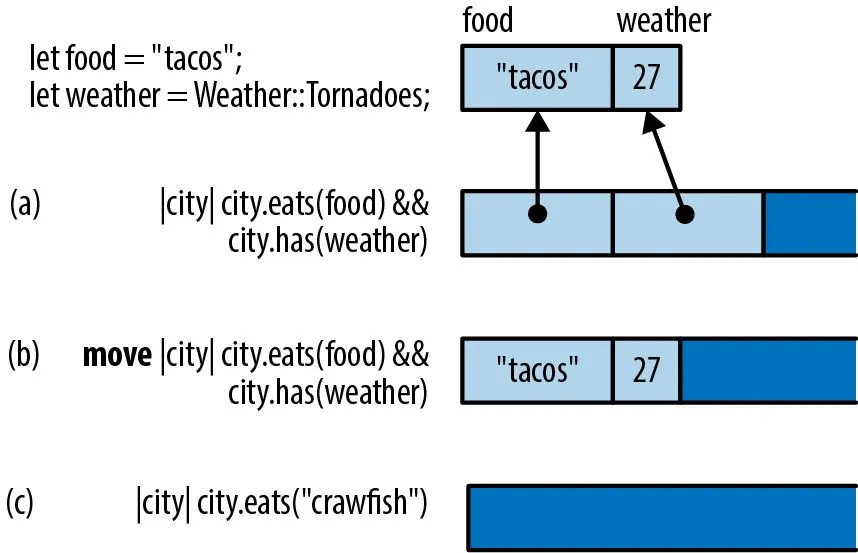 food weather
let food = "tacos";
let weather = Weather::Tornadoes;
"tacos" 27
(a) |city| city.eats(food) &&
city.has(weather)
(b) move |city| city.eats(food) &&
city.has(weather)
"tacos" 27
(c) |city| city.eats("crawfish")